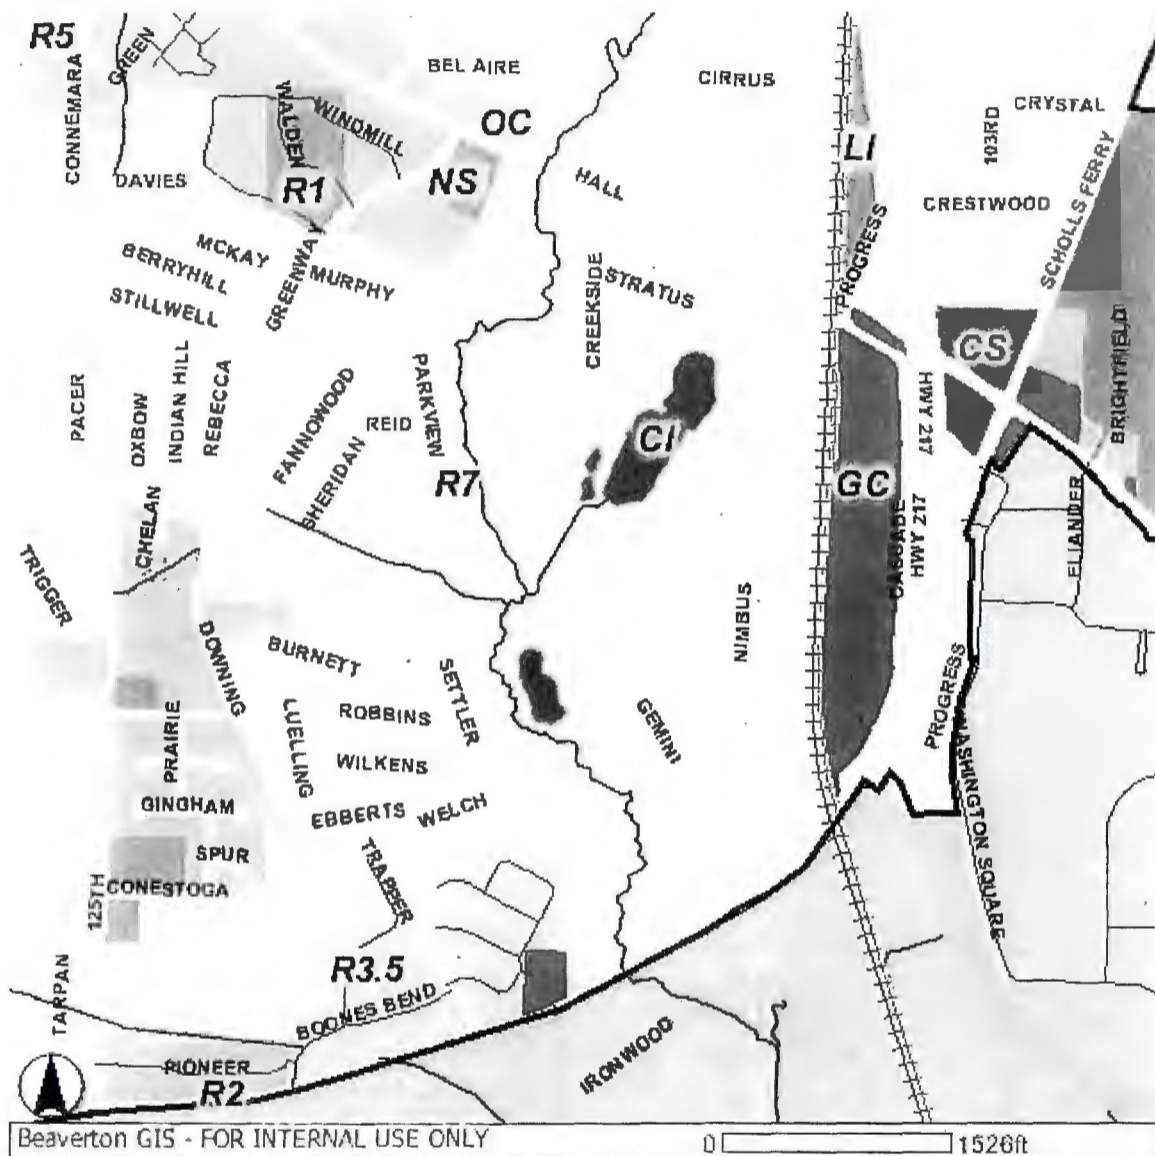 R5
GREEN
CONNEMARA
BEL AIRE
CIRRUS
WALDEN
WINDMILL
OC
CRYSTAL
103RD
LI
DAVIES
R1
NS
HALL
CRESTWOOD
SCHOLLS FERRY
MCKAY
BERRYHILL
GREENWAY
MURPHY
STILLWELL
CREEKSIDE
STRATUS
PROGRESS
CS
BRIGHTFIELD
PACER
OXBOW
INDIAN HILL
REBECCA
FANNOWOOD
REID
PARKVIEW
SHERIDAN
HWY 217
CI
R7
GC
CHELAN
CASCADE
HWY 217
ELIANDER
TRIGGER
DOWNING
BURNETT
SETTLER
NIMBUS
PRAIRIE
LUELLING
ROBBINS
GEMINI
PROGRESS
WILKENS
GINGHAM
EBBERTS
WELCH
WASHINGTON SQUARE
SPUR
TRAPPER
CONESTOGA
125TH
R3.5
TARPAN
BOONES BEND
IRONWOOD
PIONEER
R2
Beaverton GIS - FOR INTERNAL USE ONLY
0
1526ft